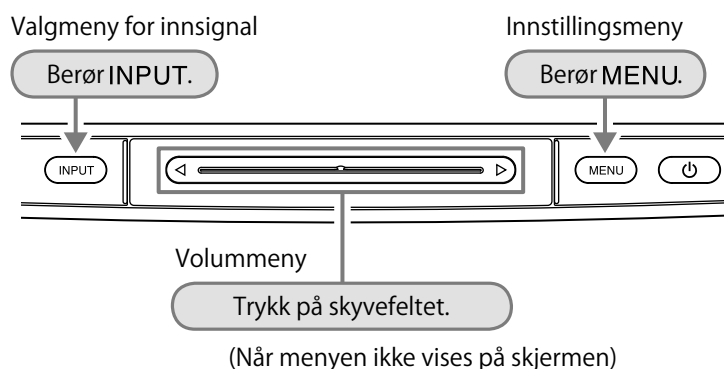 Valgmeny for innsignal
Innstillingsmeny
Berør INPUT.
Berør MENU.
INPUT
MENU
Volummeny
Trykk på skyvefeltet.
(Når menyen ikke vises på skjermen)